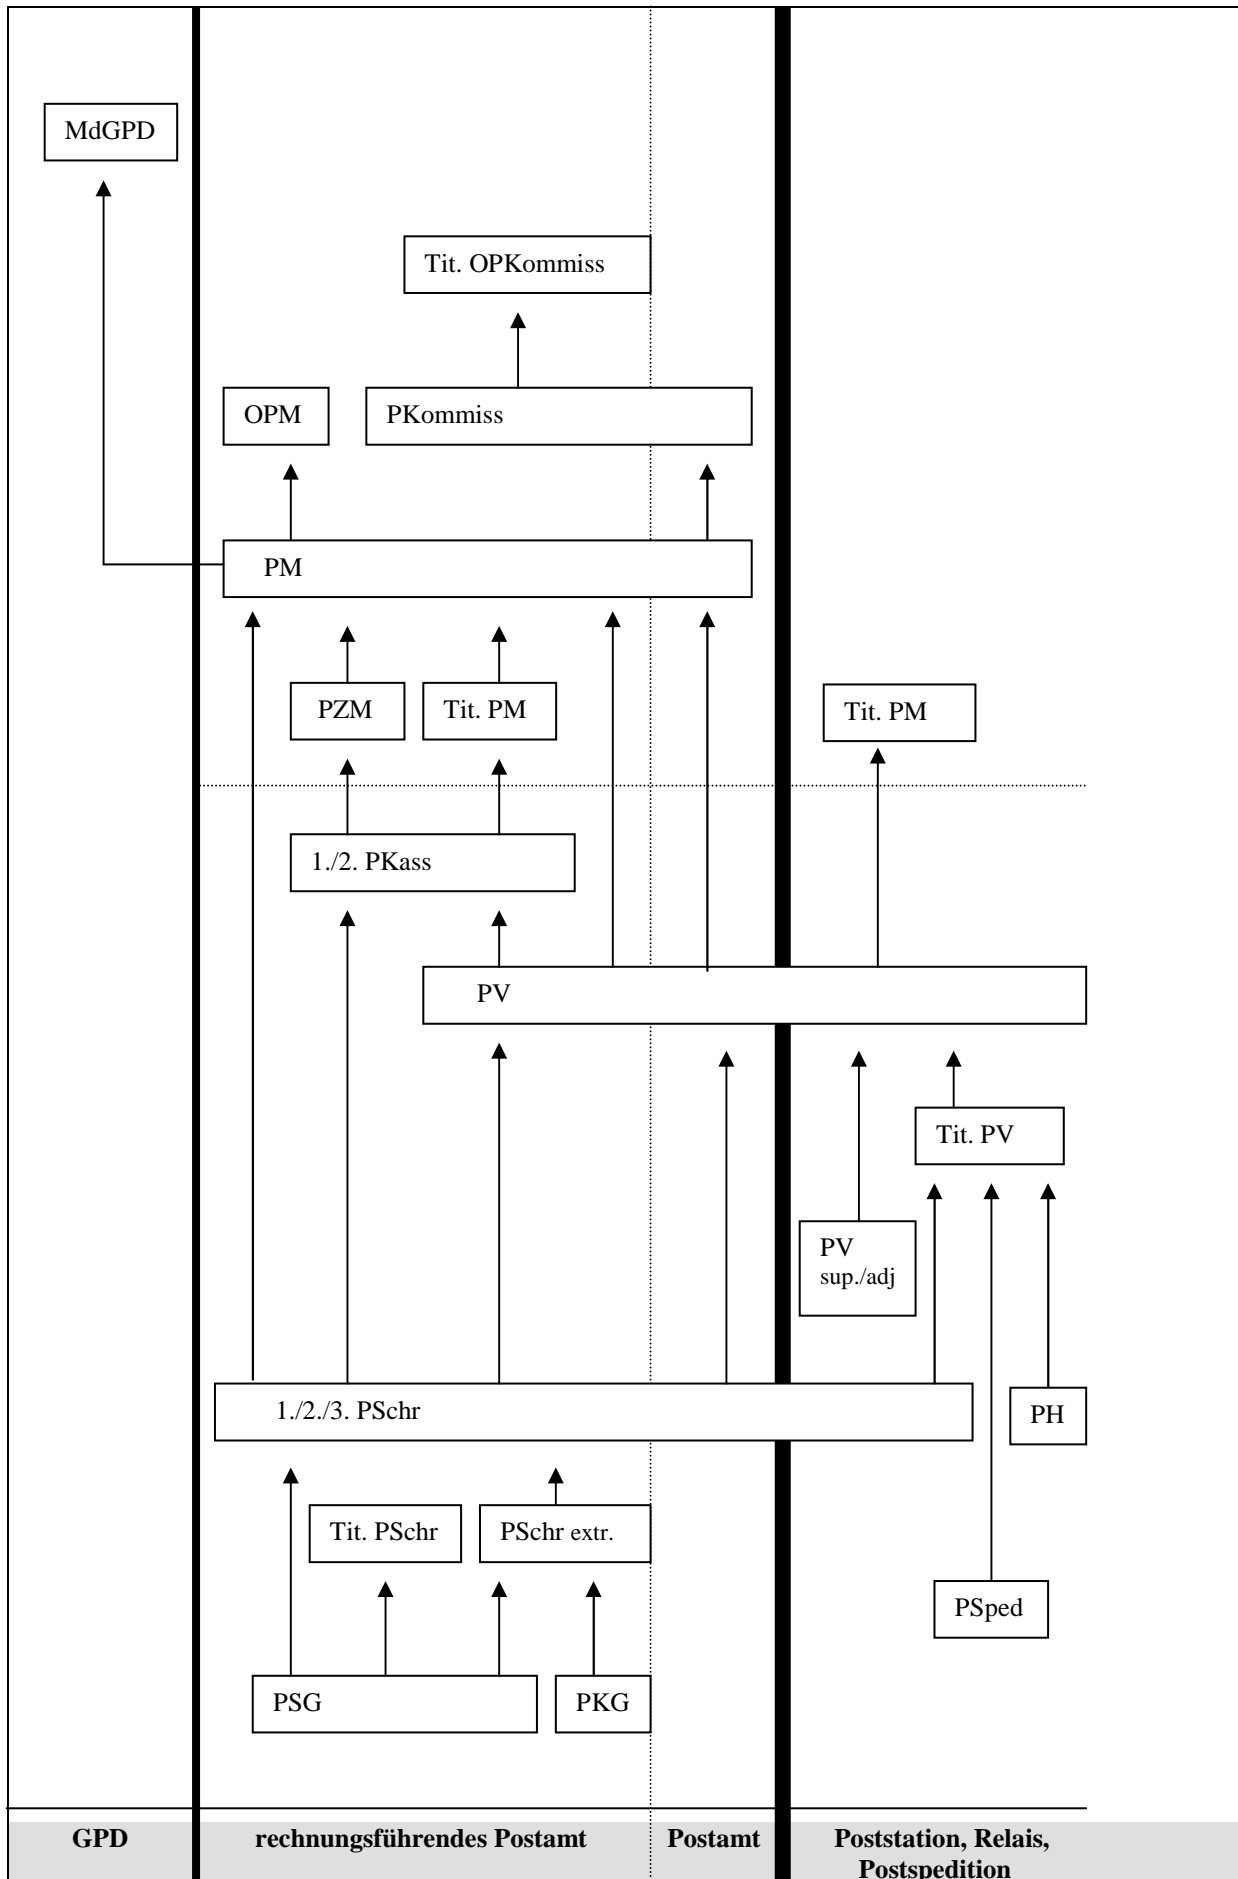 MdGPD
Tit. OPKommiss
OPM
PKommiss
PM
PZM
Tit. PM
Tit. PM
1./2. PKass
PV
Tit. PV
PV
sup./adj
1./2./3. PSchr
PH
Tit. PSchr
PSchr extr.
PSped
PSG
PKG
GPD
rechnungsführendes Postamt
Postamt
Poststation, Relais,
Postspedition